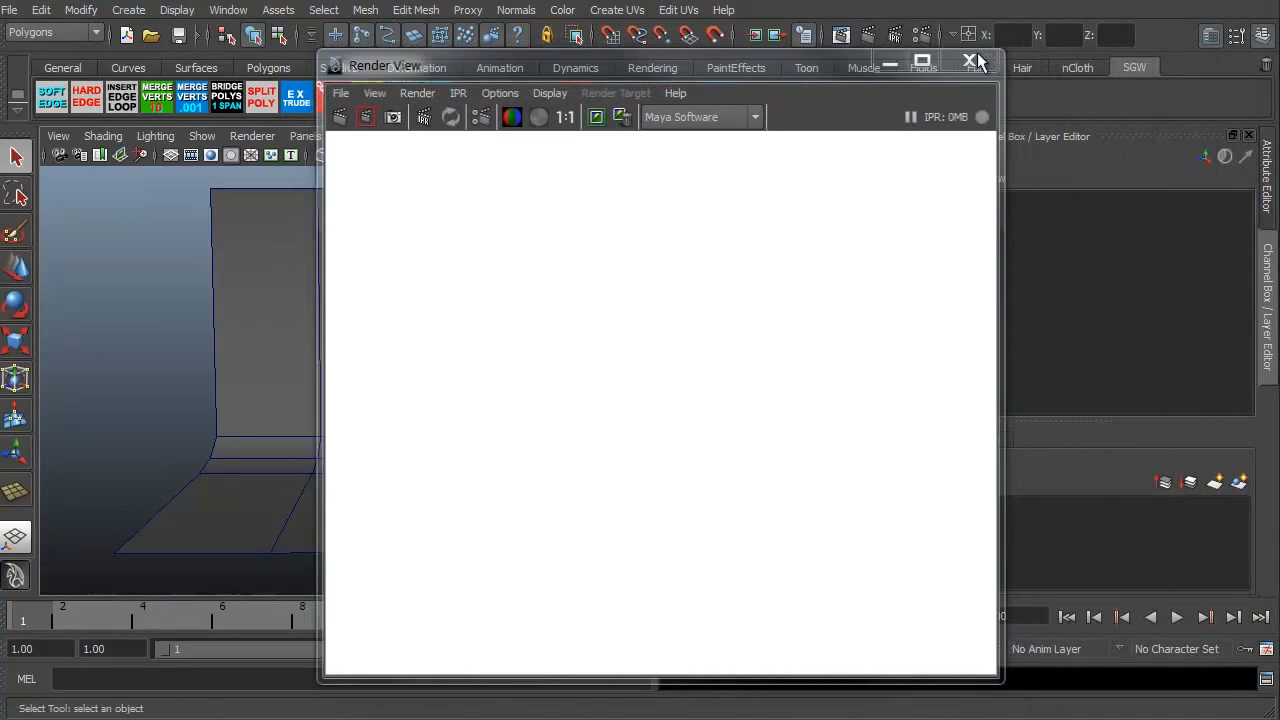 File Edit Modify Create Display Window Assets Select Mesh Edit Mesh Proxy Normals Color Create UVs Edit UVs Help
Polygons
X: Y: Z:
Render View
General Curves Surfaces Polygons Animation Dynamics Rendering PaintEffects Toon Muscle Fluids Hair nCloth SGW
SOFT EDGE
HARD EDGE
INSERT EDGE LOOP
MERGE VERTS 10
MERGE VERTS .001
BRIDGE POLYS 1 SPAN
SPLIT POLY
EX TRUDE
File View Render IPR Options Display Render Target Help
1:1 Maya Software IPR: 0MB
View Shading Lighting Show Renderer Panels
el Box / Layer Editor
Attribute Editor
Channel Box / Layer Editor
1 2 4 6 8
1.00 1.00 1 No Anim Layer No Character Set
MEL
Select Tool: select an object